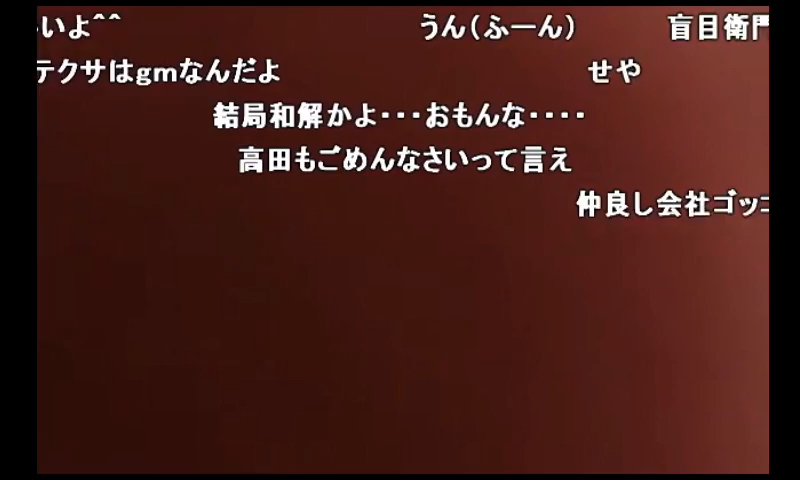 いよ^^ うん(ふーん) 盲目衛門
テクサはgmなんだよ せや
結局和解かよ・・・おもんな・・・・
高田もごめんなさいって言え
仲良し会社ゴッコ